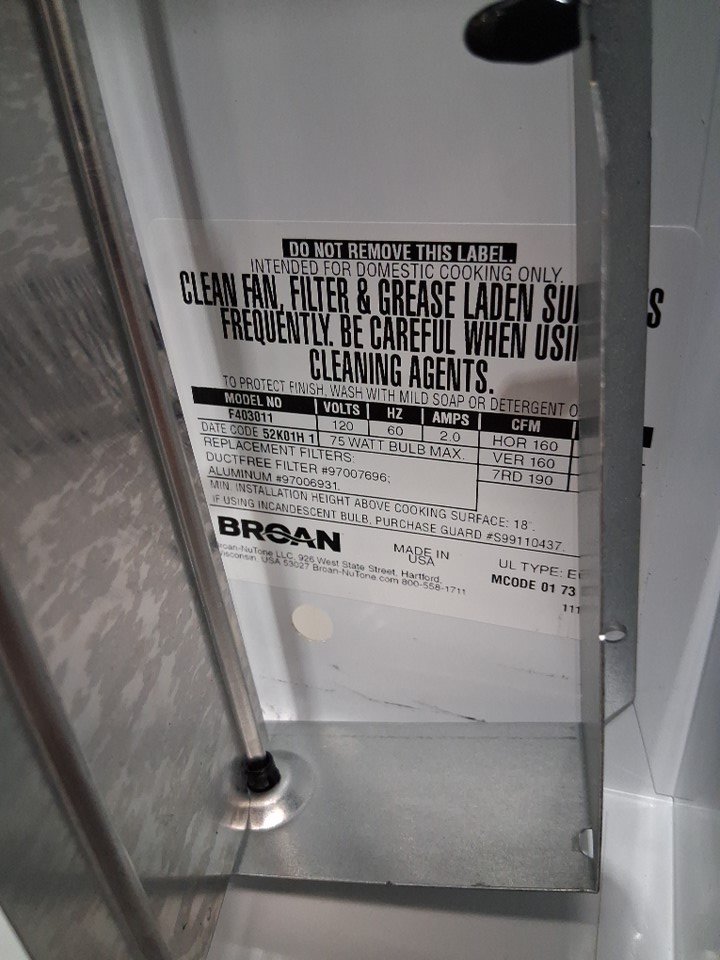 DO NOT REMOVE THIS LABEL.
INTENDED FOR DOMESTIC COOKING ONLY.
CLEAN FAN, FILTER & GREASE LADEN SU S
FREQUENTLY. BE CAREFUL WHEN USI
CLEANING AGENTS.
TO PROTECT FINISH, WASH WITH MILD SOAP OR DETERGENT O
MODEL NO VOLTS HZ AMPS CFM
F403011 120 60 2.0 HOR 160
DATE CODE 52K01H 1 75 WATT BULB MAX. VER 160
REPLACEMENT FILTERS: 7RD 190
DUCTFREE FILTER #97007696;
ALUMINUM #97006931.
MIN. INSTALLATION HEIGHT ABOVE COOKING SURFACE: 18".
IF USING INCANDESCENT BULB, PURCHASE GUARD #S99110437.
BROAN MADE IN USA UL TYPE: E
roan-NuTone LLC, 926 West State Street, Hartford, MCODE 01 73
isconsin, USA 53027 Broan-NuTone.com 800-558-1711
111